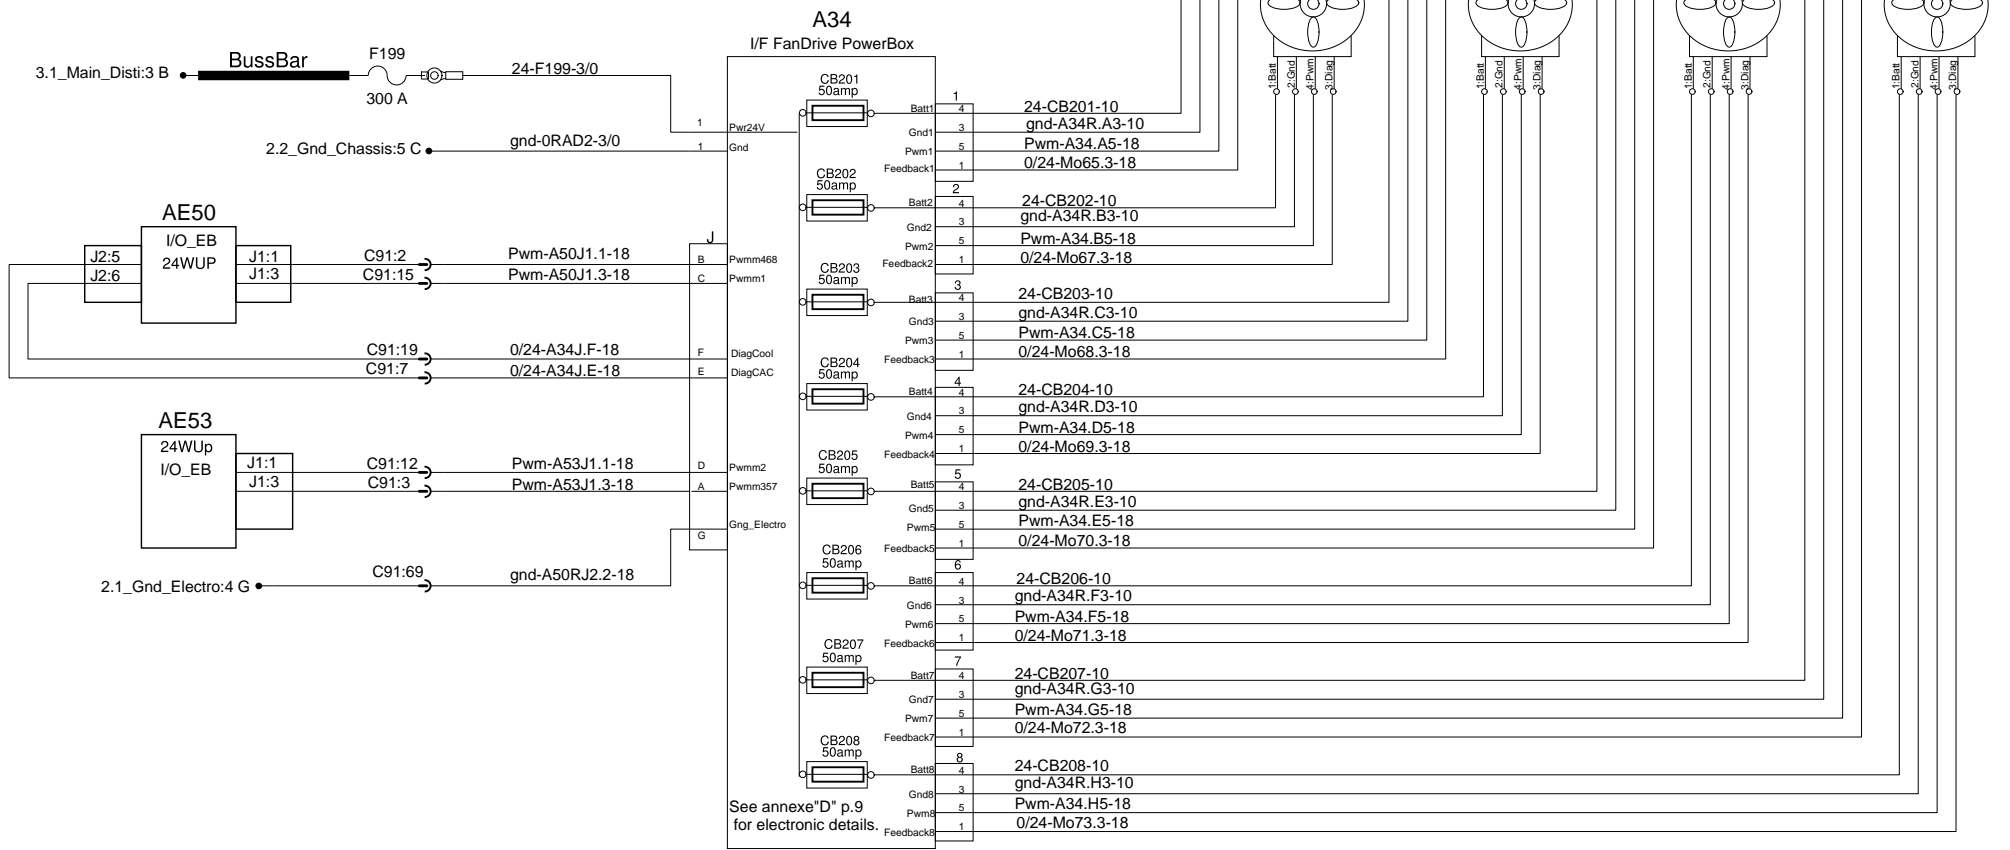 A34
I/F FanDrive PowerBox
3.1_Main_Disti:3 B
BussBar
F199
300 A
24-F199-3/0
1
Pwr24V
2.2_Gnd_Chassis:5 C
gnd-0RAD2-3/0
1
Gnd
AE50
I/O_EB
24WUP
J2:5
J2:6
J1:1
J1:3
C91:2
C91:15
Pwm-A50J1.1-18
Pwm-A50J1.3-18
J
B
Pwmm468
C
Pwmm1
C91:19
0/24-A34J.F-18
F
DiagCool
C91:7
0/24-A34J.E-18
E
DiagCAC
AE53
24WUp
I/O_EB
J1:1
J1:3
C91:12
Pwm-A53J1.1-18
D
Pwmm2
C91:3
Pwm-A53J1.3-18
A
Pwmm357
Gng_Electro
G
2.1_Gnd_Electro:4 G
C91:69
gnd-A50RJ2.2-18
CB201
50amp
CB202
50amp
CB203
50amp
CB204
50amp
CB205
50amp
CB206
50amp
CB207
50amp
CB208
50amp
See annexe"D" p.9
for electronic details.
1
Batt1 4 24-CB201-10
Gnd1 3 gnd-A34R.A3-10
Pwm1 5 Pwm-A34.A5-18
Feedback1 1 0/24-Mo65.3-18
2
Batt2 4 24-CB202-10
Gnd2 3 gnd-A34R.B3-10
Pwm2 5 Pwm-A34.B5-18
Feedback2 1 0/24-Mo67.3-18
3
Batt3 4 24-CB203-10
Gnd3 3 gnd-A34R.C3-10
Pwm3 5 Pwm-A34.C5-18
Feedback3 1 0/24-Mo68.3-18
4
Batt4 4 24-CB204-10
Gnd4 3 gnd-A34R.D3-10
Pwm4 5 Pwm-A34.D5-18
Feedback4 1 0/24-Mo69.3-18
5
Batt5 4 24-CB205-10
Gnd5 3 gnd-A34R.E3-10
Pwm5 5 Pwm-A34.E5-18
Feedback5 1 0/24-Mo70.3-18
6
Batt6 4 24-CB206-10
Gnd6 3 gnd-A34R.F3-10
Pwm6 5 Pwm-A34.F5-18
Feedback6 1 0/24-Mo71.3-18
7
Batt7 4 24-CB207-10
Gnd7 3 gnd-A34R.G3-10
Pwm7 5 Pwm-A34.G5-18
Feedback7 1 0/24-Mo72.3-18
8
Batt8 4 24-CB208-10
Gnd8 3 gnd-A34R.H3-10
Pwm8 5 Pwm-A34.H5-18
Feedback8 1 0/24-Mo73.3-18
1:Batt
2:Gnd
4:Pwm
3:Diag
1:Batt
2:Gnd
4:Pwm
3:Diag
1:Batt
2:Gnd
4:Pwm
3:Diag
1:Batt
2:Gnd
4:Pwm
3:Diag